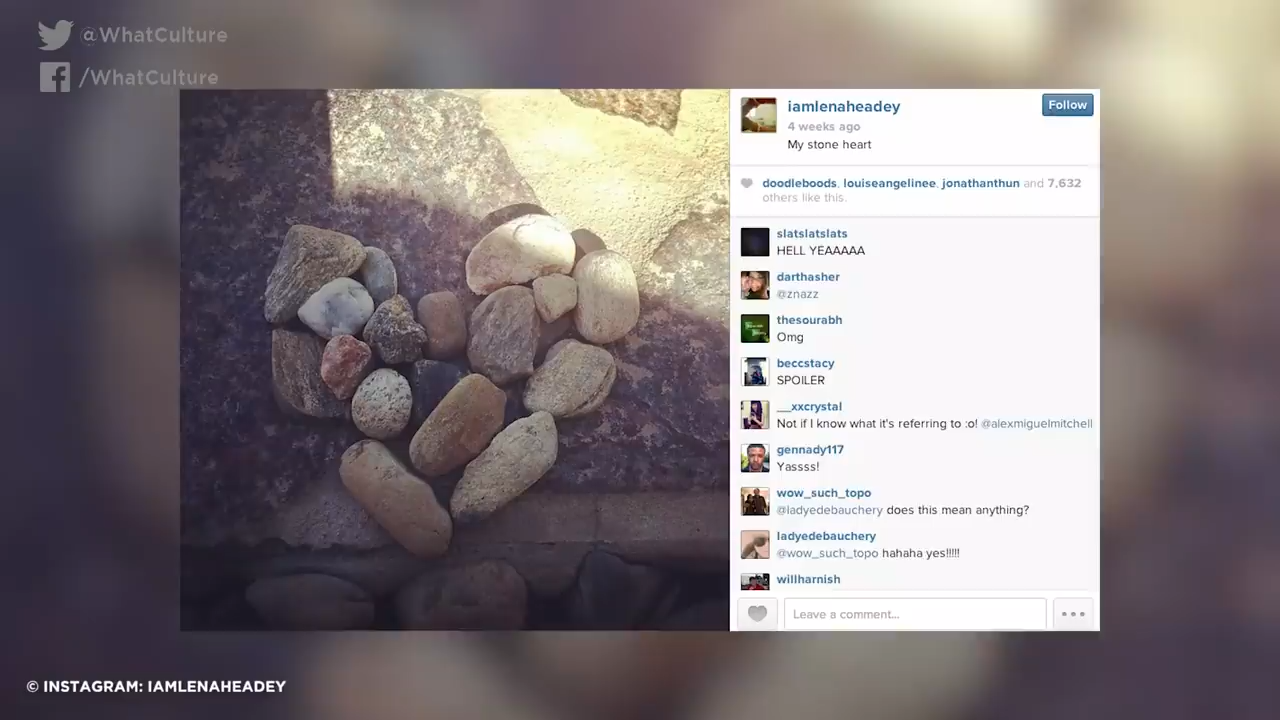 @WhatCulture
/WhatCulture
iamlenaheadey
Follow
4 weeks ago
My stone heart
doodleboods, louiseangelinee, jonathanthun and 7,632
others like this.
slatslatslats
HELL YEAAAAA
darthasher
@znazz
thesourabh
Omg
beccstacy
SPOILER
__xxcrystal
Not if I know what it's referring to :o! @alexmiguelmitchell
gennady117
Yassss!
wow_such_topo
@ladyedebauchery does this mean anything?
ladyedebauchery
@wow_such_topo hahaha yes!!!!!
willharnish
Leave a comment...
© INSTAGRAM: IAMLENAHEADEY